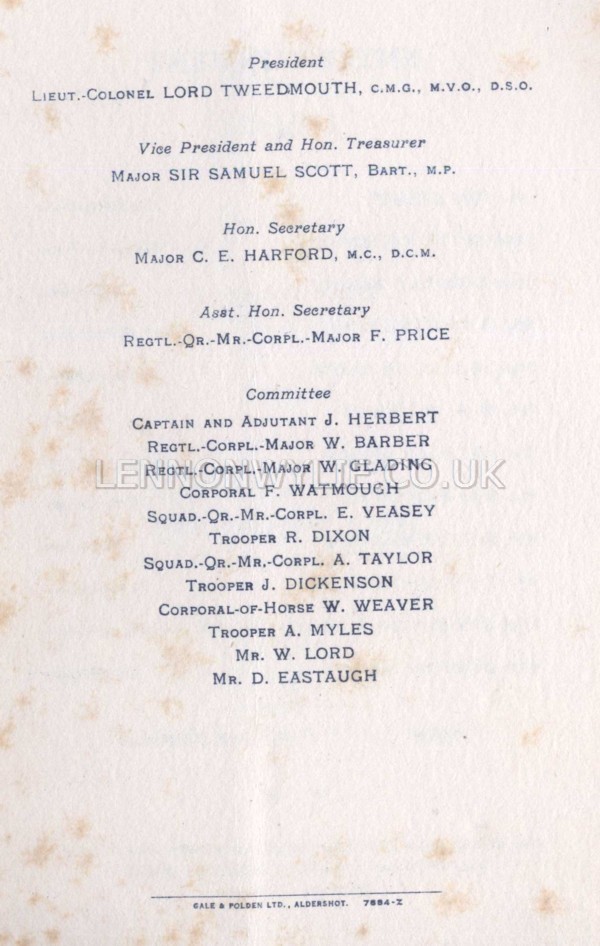 President
LIEUT.-COLONEL LORD TWEEDMOUTH, C.M.G., M.V.O., D.S.O.
Vice President and Hon. Treasurer
MAJOR SIR SAMUEL SCOTT, BART., M.P.
Hon. Secretary
MAJOR C. E. HARFORD, M.C., D.C.M.
Asst. Hon. Secretary
REGTL.-QR.-MR.-CORPL.-MAJOR F. PRICE
Committee
CAPTAIN AND ADJUTANT J. HERBERT
REGTL.-CORPL.-MAJOR W. BARBER
REGTL.-CORPL.-MAJOR W. GLADING
LENNONWYLIE.CO.UK
CORPORAL F. WATMOUGH
SQUAD.-QR.-MR.-CORPL. E. VEASEY
TROOPER R. DIXON
SQUAD.-QR.-MR.-CORPL. A. TAYLOR
TROOPER J. DICKENSON
CORPORAL-OF-HORSE W. WEAVER
TROOPER A. MYLES
MR. W. LORD
MR. D. EASTAUGH
GALE & POLDEN LTD., ALDERSHOT. 7684-Z